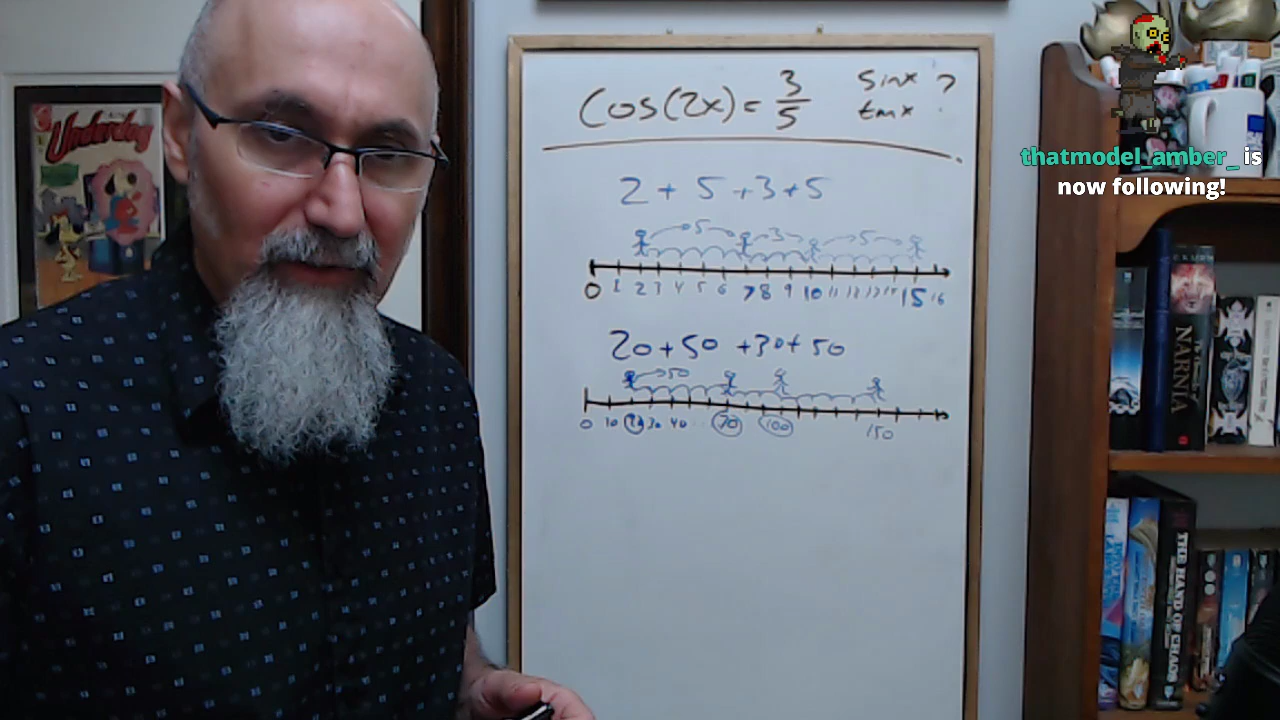 Underdog
Cos(2x) = 3/5 sinx ?
tanx
2 + 5 + 3 + 5
5 3 5
0 1 2 3 4 5 6 7 8 9 10 11 12 13 14 15 16
20 + 50 + 30 + 50
50
0 10 20 30 40 70 100 150
thatmodel_amber_ is
now following!
NARNIA
THE HAND OF CHAOS